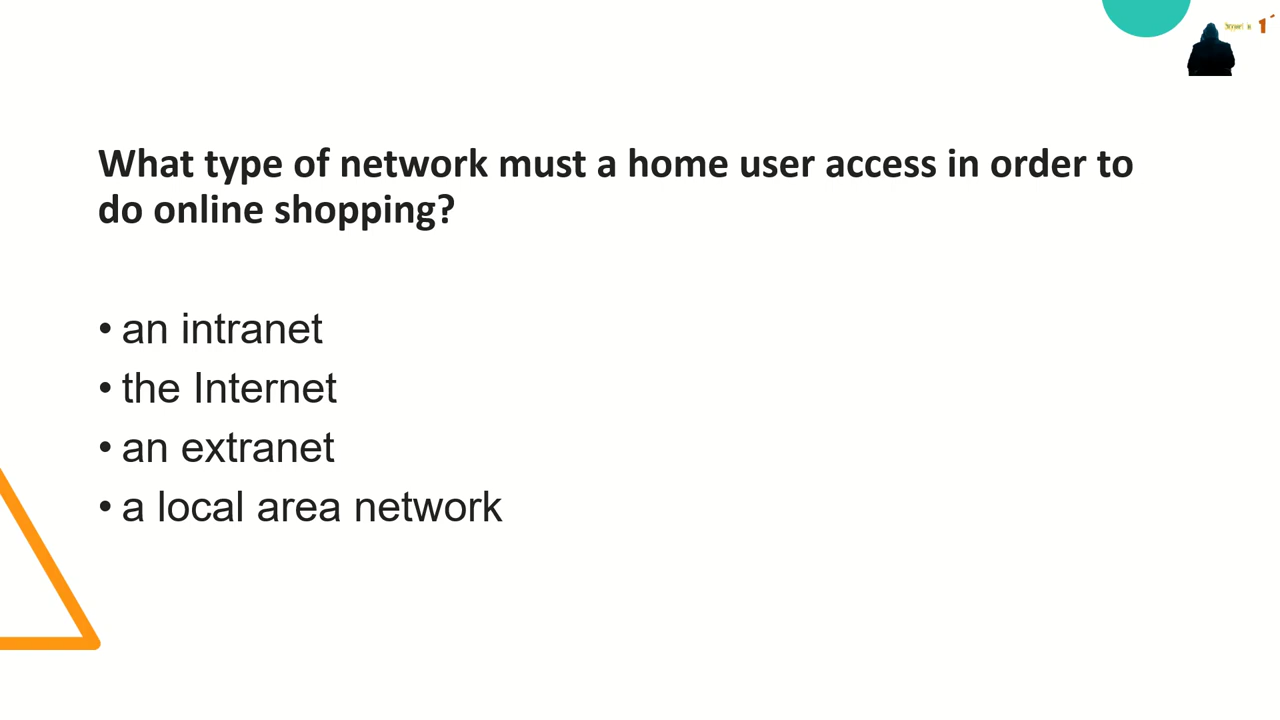 What type of network must a home user access in order to
do online shopping?
• an intranet
• the Internet
• an extranet
• a local area network